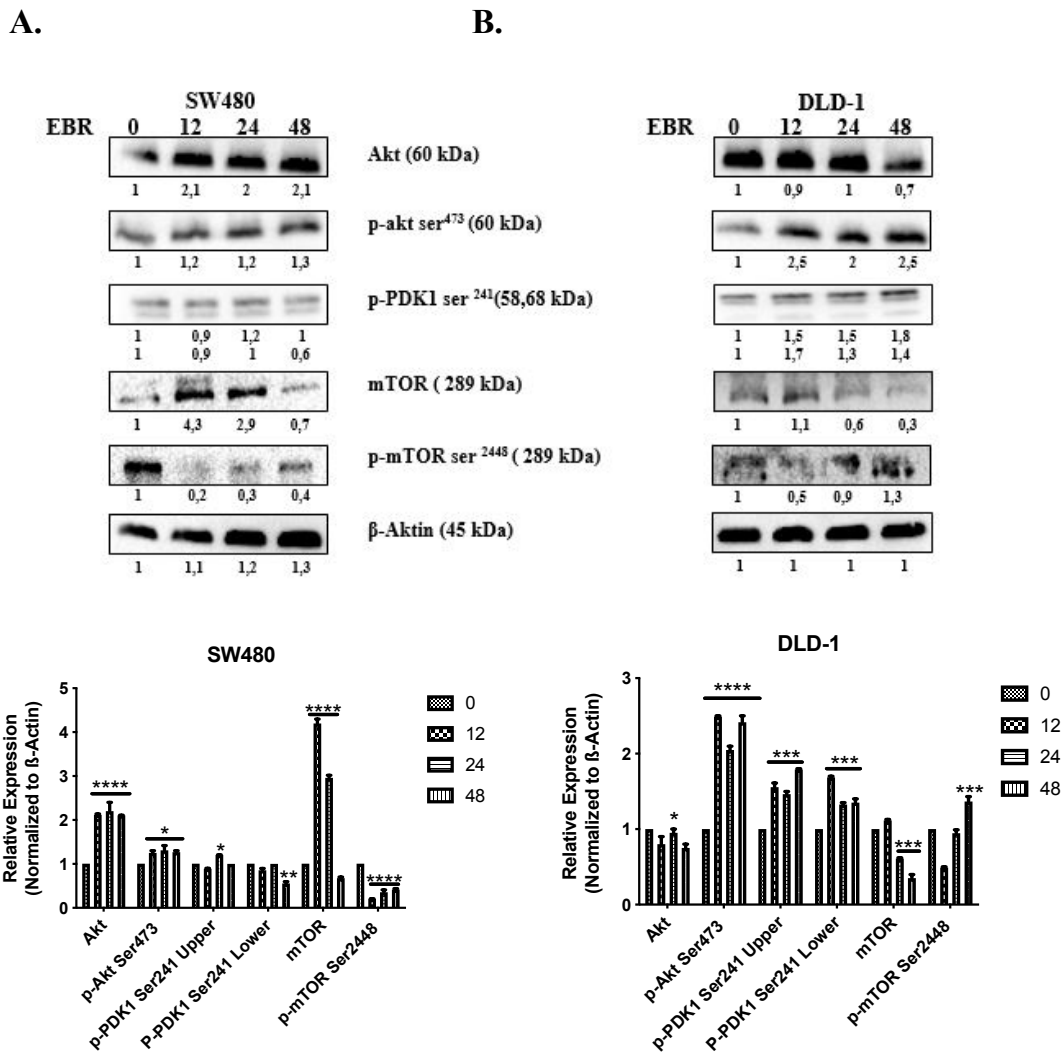 A.
B.
SW480
EBR 0 12 24 48
Akt (60 kDa)
1 2,1 2 2,1
p-akt ser473 (60 kDa)
1 1,2 1,2 1,3
p-PDK1 ser 241(58,68 kDa)
1 0,9 1,2 1
1 0,9 1 0,6
mTOR ( 289 kDa)
1 4,3 2,9 0,7
p-mTOR ser 2448 ( 289 kDa)
1 0,2 0,3 0,4
β-Aktin (45 kDa)
1 1,1 1,2 1,3
DLD-1
EBR 0 12 24 48
1 0,9 1 0,7
1 2,5 2 2,5
1 1,5 1,5 1,8
1 1,7 1,3 1,4
1 1,1 0,6 0,3
1 0,5 0,9 1,3
1 1 1 1
SW480
Relative Expression
(Normalized to ß-Actin)
5
4
3
2
1
0
****
*
*
**
****
****
Akt
p-Akt Ser473
p-PDK1 Ser241 Upper
P-PDK1 Ser241 Lower
mTOR
p-mTOR Ser2448
0
12
24
48
DLD-1
Relative Expression
(Normalized to ß-Actin)
3
2
1
0
*
****
***
***
***
***
Akt
p-Akt Ser473
p-PDK1 Ser241 Upper
P-PDK1 Ser241 Lower
mTOR
p-mTOR Ser2448
0
12
24
48